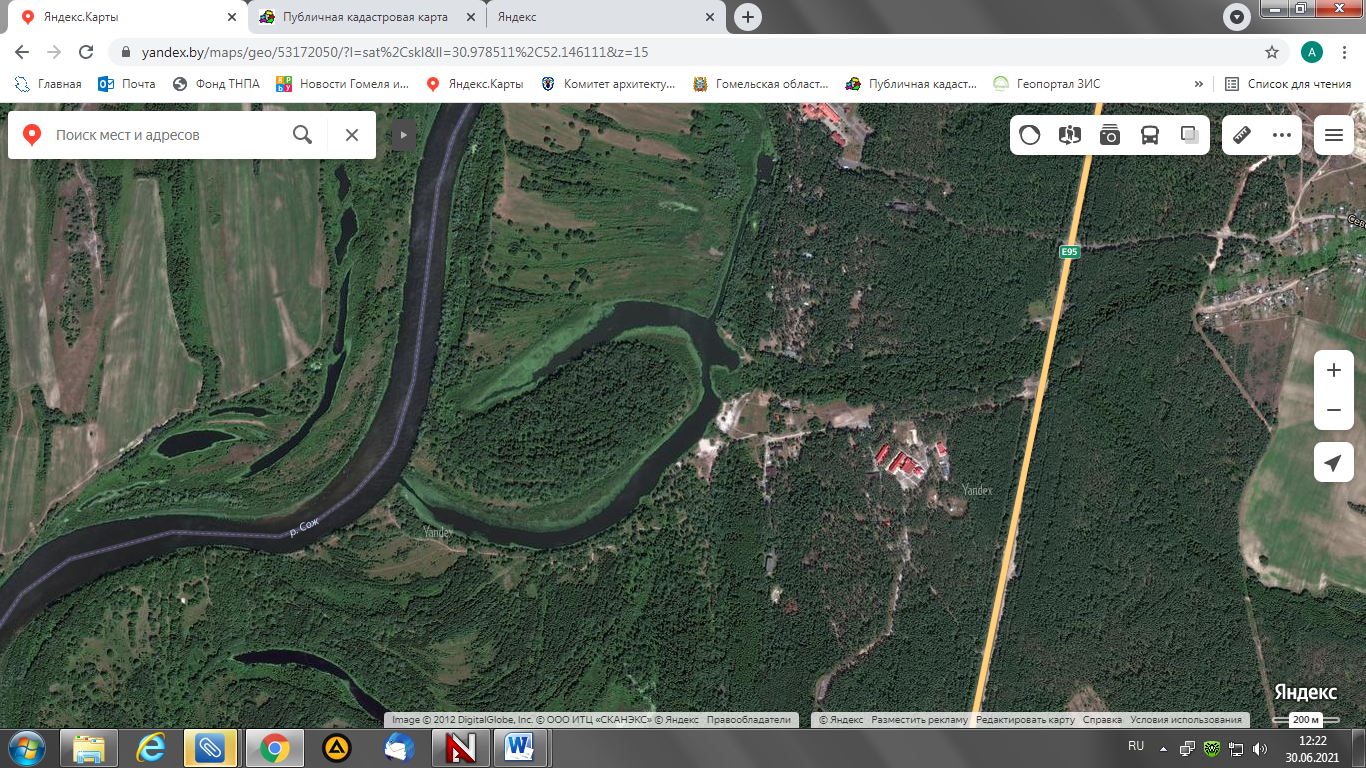 Яндекс.Карты
Публичная кадастровая карта
Яндекс
yandex.by/maps/geo/53172050/?l=sat%2Cskl&ll=30.978511%2C52.146111&z=15
A
Главная
Почта
Фонд ТНПА
Новости Гомеля и...
Яндекс.Карты
Комитет архитекту...
Гомельская област...
Публичная кадаст...
Геопортал ЗИС
»
Список для чтения
Поиск мест и адресов
Сев
E95
Yandex
р. Сож
Yandex
Яндекс
Image © 2012 DigitalGlobe, Inc. © ООО ИТЦ «СКАНЭКС» © Яндекс Правообладатели
© Яндекс Разместить рекламу Редактировать карту Справка Условия использования
200 м
RU
12:22
30.06.2021